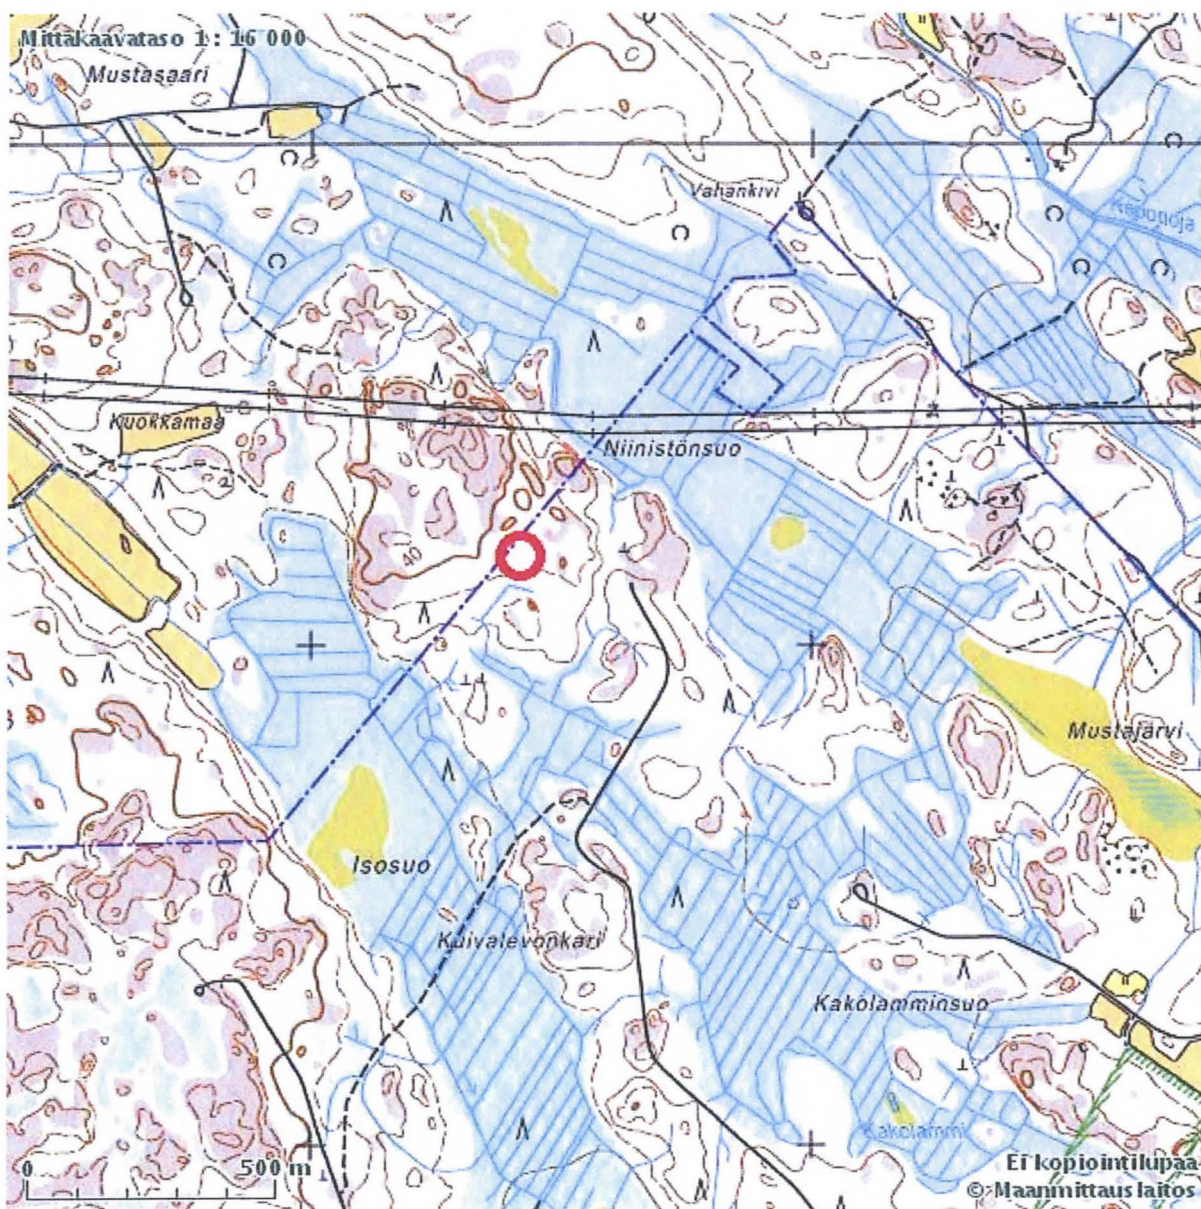 Mittakaavataso 1 : 16 000
Mustasaari
Vahankivi
Kuokkamaa
Niinistönsuo
40
Mustajärvi
Isosuo
Kuivalevonkari
Kakolamminsuo
Kakolammi
0
500 m
Ei kopiointilupaa
© Maanmittauslaitos